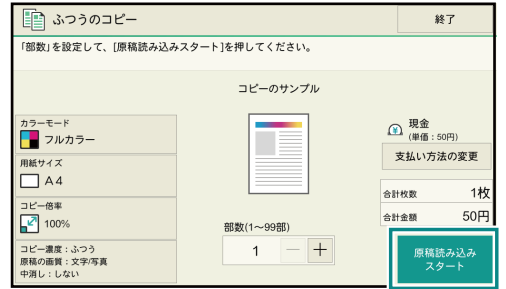 ふつうのコピー
終了
「部数」を設定して、[原稿読み込みスタート]を押してください。
コピーのサンプル
カラーモード
フルカラー
用紙サイズ
A4
コピー倍率
100%
コピー濃度：ふつう
原稿の画質：文字/写真
中消し：しない
部数(1～99部)
1 － ＋
¥ 現金
(単価：50円)
支払い方法の変更
合計枚数 1枚
合計金額 50円
原稿読み込み
スタート